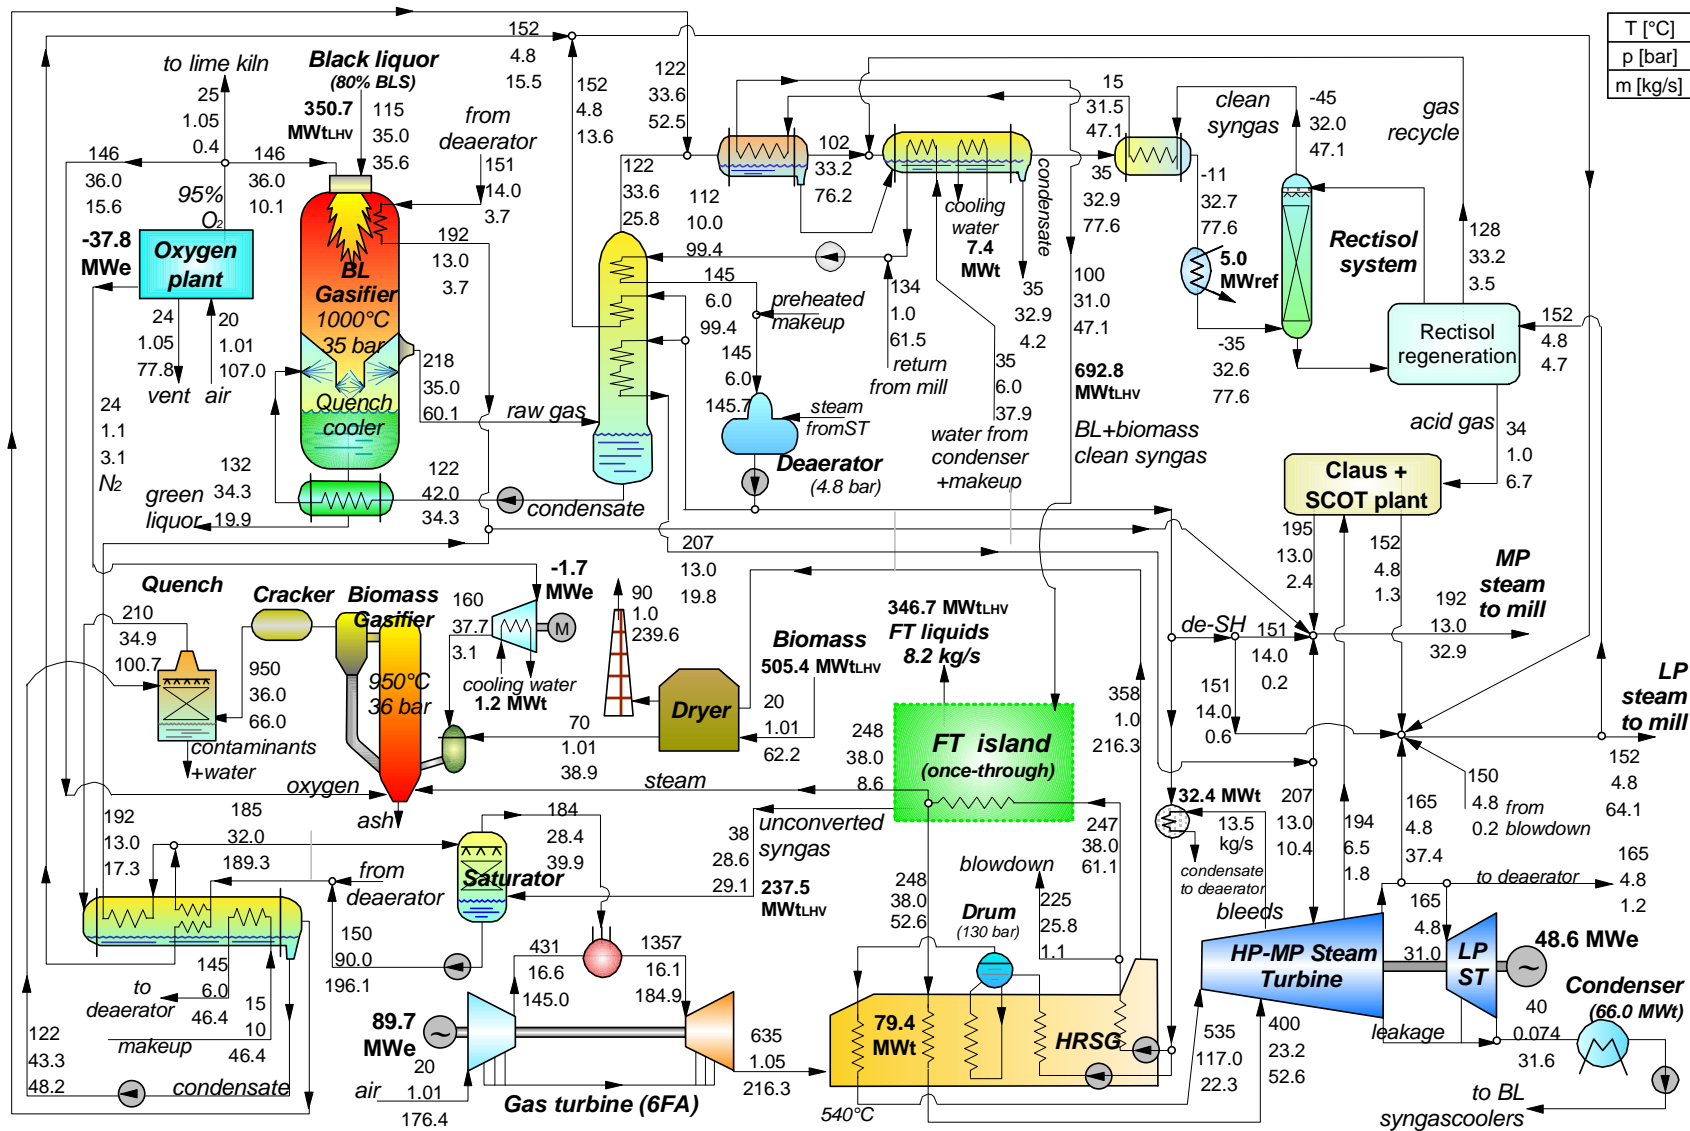 T [°C]
p [bar]
m [kg/s]
to lime kiln
25
1.05
0.4
Black liquor
(80% BLS)
350.7
MWtLHV
115
35.0
35.6
from
deaerator
151
14.0
3.7
152
4.8
15.5
152
4.8
13.6
122
33.6
52.5
146
36.0
15.6
146
36.0
10.1
95%
O2
-37.8
MWe
Oxygen
plant
24
1.05
77.8
vent
20
1.01
107.0
air
24
1.1
3.1
N2
BL
Gasifier
1000°C
35 bar
Quench
cooler
192
13.0
3.7
218
35.0
60.1
raw gas
132
34.3
green
liquor
19.9
122
42.0
34.3
condensate
122
33.6
25.8
112
10.0
99.4
145
6.0
99.4
preheated
makeup
145
6.0
145.7
steam
fromST
Deaerator
(4.8 bar)
102
33.2
76.2
cooling
water
7.4
MWt
condensate
35
32.9
4.2
134
1.0
61.5
return
from mill
35
6.0
37.9
water from
condenser
+makeup
15
31.5
47.1
35
32.9
77.6
100
31.0
47.1
692.8
MWtLHV
BL+biomass
clean syngas
clean
syngas
-45
32.0
47.1
-11
32.7
77.6
5.0
MWref
-35
32.6
77.6
gas
recycle
Rectisol
system
128
33.2
3.5
Rectisol
regeneration
152
4.8
4.7
acid gas
34
1.0
6.7
Claus +
SCOT plant
195
13.0
2.4
152
4.8
1.3
MP
steam
to mill
192
13.0
32.9
LP
steam
to mill
152
4.8
64.1
Quench
210
34.9
100.7
Cracker
950
36.0
66.0
Biomass
Gasifier
950°C
36 bar
contaminants
+water
oxygen
ash
160
37.7
3.1
-1.7
MWe
M
cooling water
1.2 MWt
90
1.0
239.6
70
1.01
38.9
Dryer
Biomass
505.4 MWtLHV
20
1.01
62.2
207
13.0
19.8
346.7 MWtLHV
FT liquids
8.2 kg/s
FT island
(once-through)
248
38.0
8.6
steam
unconverted
syngas
38
28.6
29.1
237.5
MWtLHV
358
1.0
216.3
247
38.0
61.1
de-SH
151
14.0
0.2
151
14.0
0.6
32.4 MWt
13.5
kg/s
condensate
to deaerator
bleeds
207
13.0
10.4
194
6.5
1.8
165
4.8
37.4
150
4.8
0.2
from
blowdown
165
4.8
1.2
to deaerator
165
4.8
31.0
192
13.0
17.3
185
32.0
189.3
from
deaerator
184
28.4
39.9
Saturator
150
90.0
196.1
145
6.0
46.4
to
deaerator
15
10
46.4
makeup
122
43.3
48.2
condensate
431
16.6
145.0
1357
16.1
184.9
89.7
MWe
~
20
1.01
176.4
air
Gas turbine (6FA)
635
1.05
216.3
blowdown
225
25.8
1.1
248
38.0
52.6
Drum
(130 bar)
79.4
MWt
HRSG
540°C
535
117.0
22.3
400
23.2
52.6
HP-MP Steam
Turbine
LP
ST
leakage
48.6 MWe
~
40
0.074
31.6
Condenser
(66.0 MWt)
to BL
syngascoolers